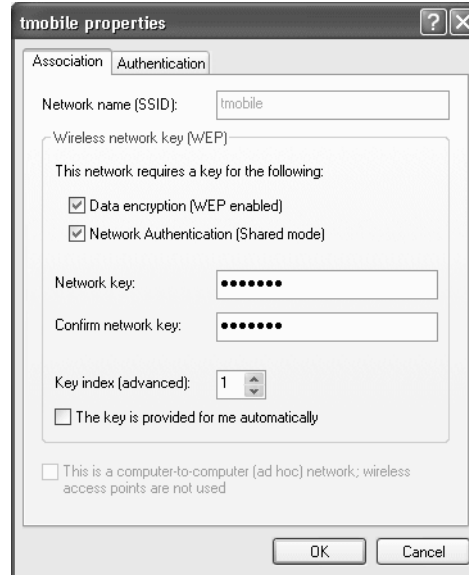 tmobile properties
Association Authentication
Network name (SSID): tmobile
Wireless network key (WEP)
This network requires a key for the following:
Data encryption (WEP enabled)
Network Authentication (Shared mode)
Network key: •••••••
Confirm network key: •••••••
Key index (advanced): 1
The key is provided for me automatically
This is a computer-to-computer (ad hoc) network; wireless
access points are not used
OK Cancel